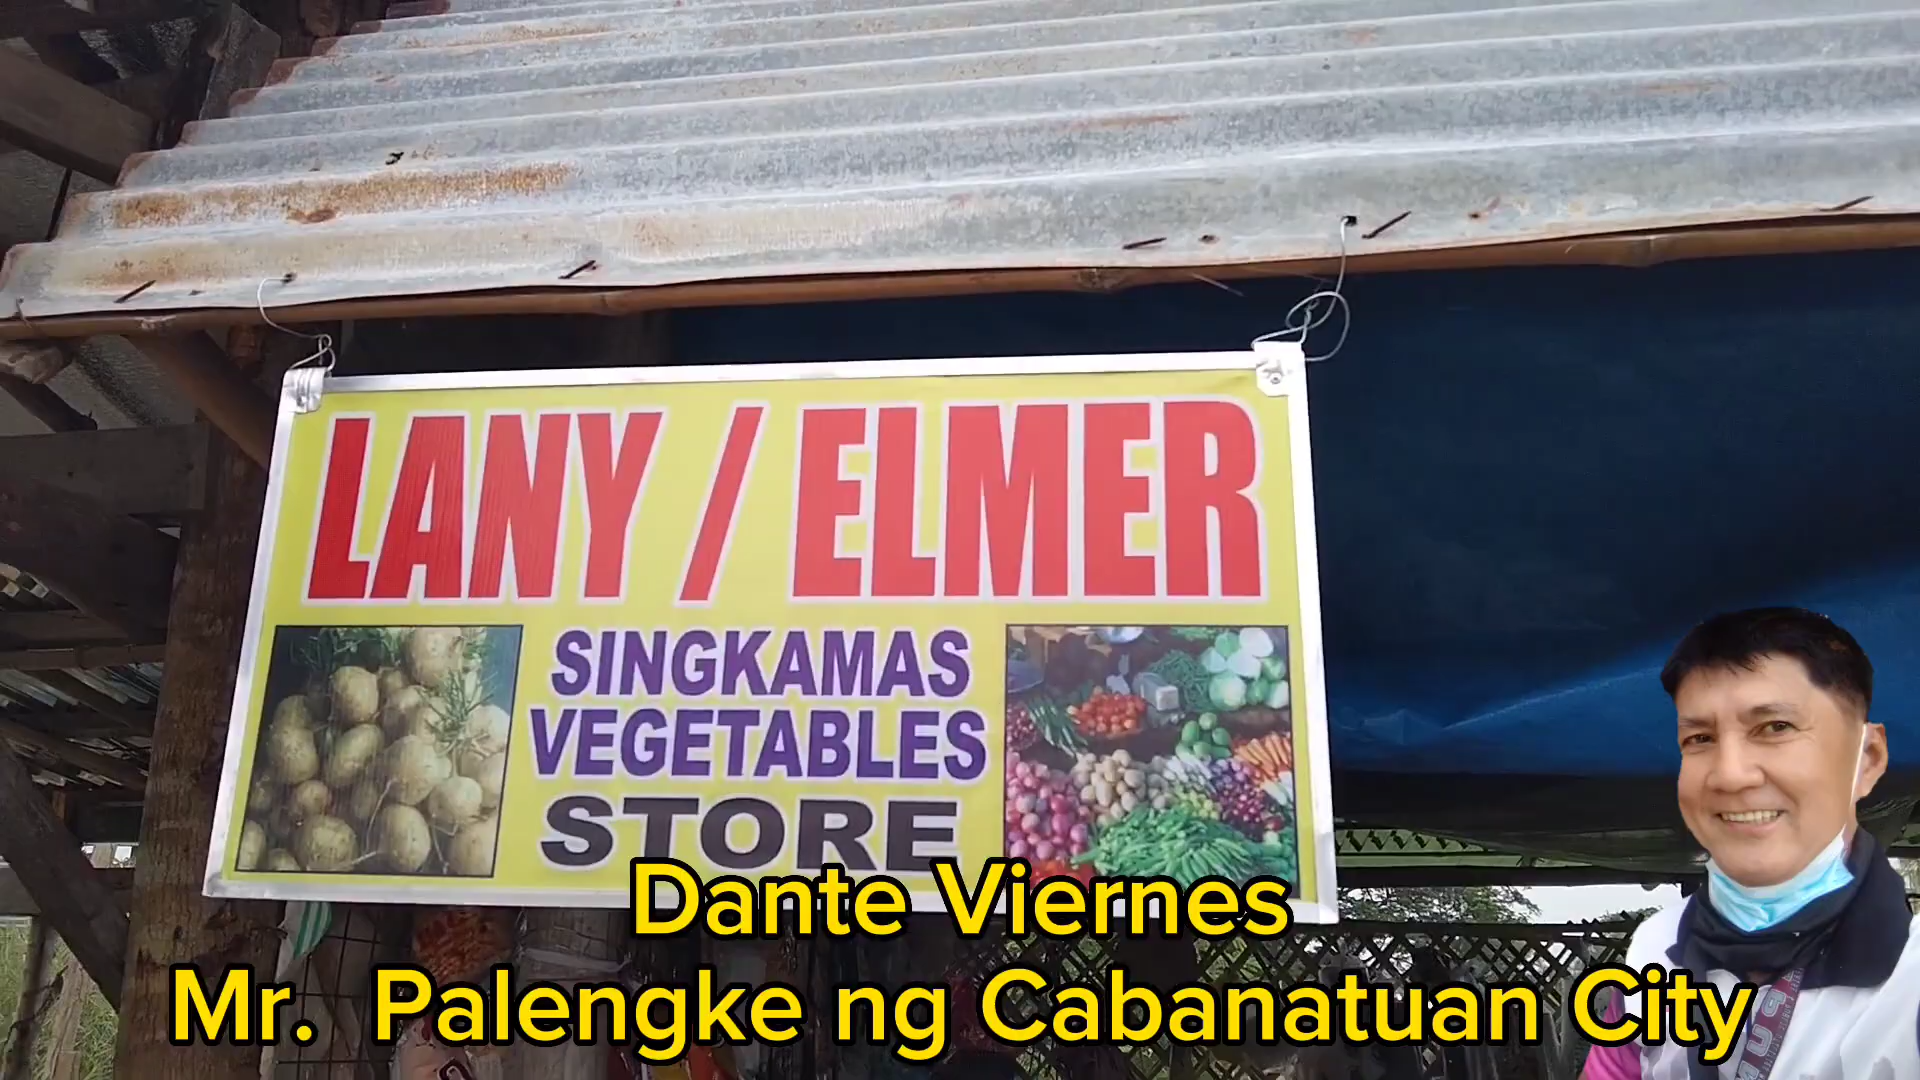 LANY / ELMER
SINGKAMAS
VEGETABLES
STORE
Dante Viernes
Mr. Palengke ng Cabanatuan City